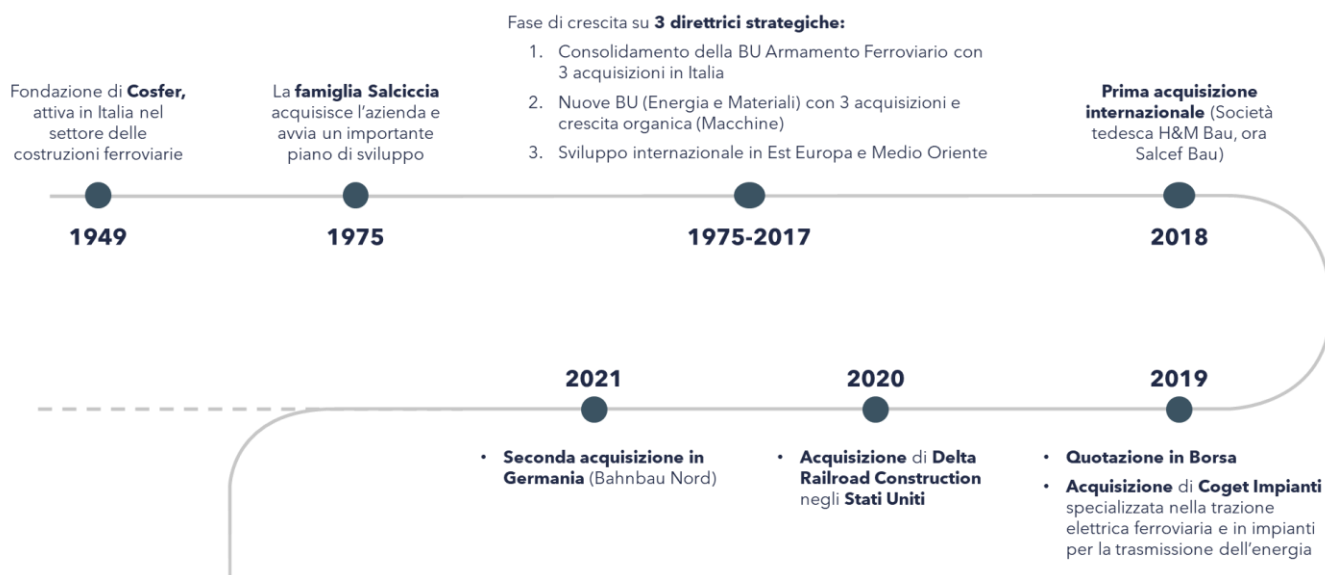 Fase di crescita su 3 direttrici strategiche:
1. Consolidamento della BU Armamento Ferroviario con
3 acquisizioni in Italia
2. Nuove BU (Energia e Materiali) con 3 acquisizioni e
crescita organica (Macchine)
3. Sviluppo internazionale in Est Europa e Medio Oriente
Fondazione di Cosfer,
attiva in Italia nel
settore delle
costruzioni ferroviarie
La famiglia Salciccia
acquisisce l'azienda e
avvia un importante
piano di sviluppo
Prima acquisizione
internazionale (Società
tedesca H&M Bau, ora
Salcef Bau)
1949
1975
1975-2017
2018
2021
2020
2019
• Seconda acquisizione in
Germania (Bahnbau Nord)
• Acquisizione di Delta
Railroad Construction
negli Stati Uniti
• Quotazione in Borsa
• Acquisizione di Coget Impianti
specializzata nella trazione
elettrica ferroviaria e in impianti
per la trasmissione dell'energia